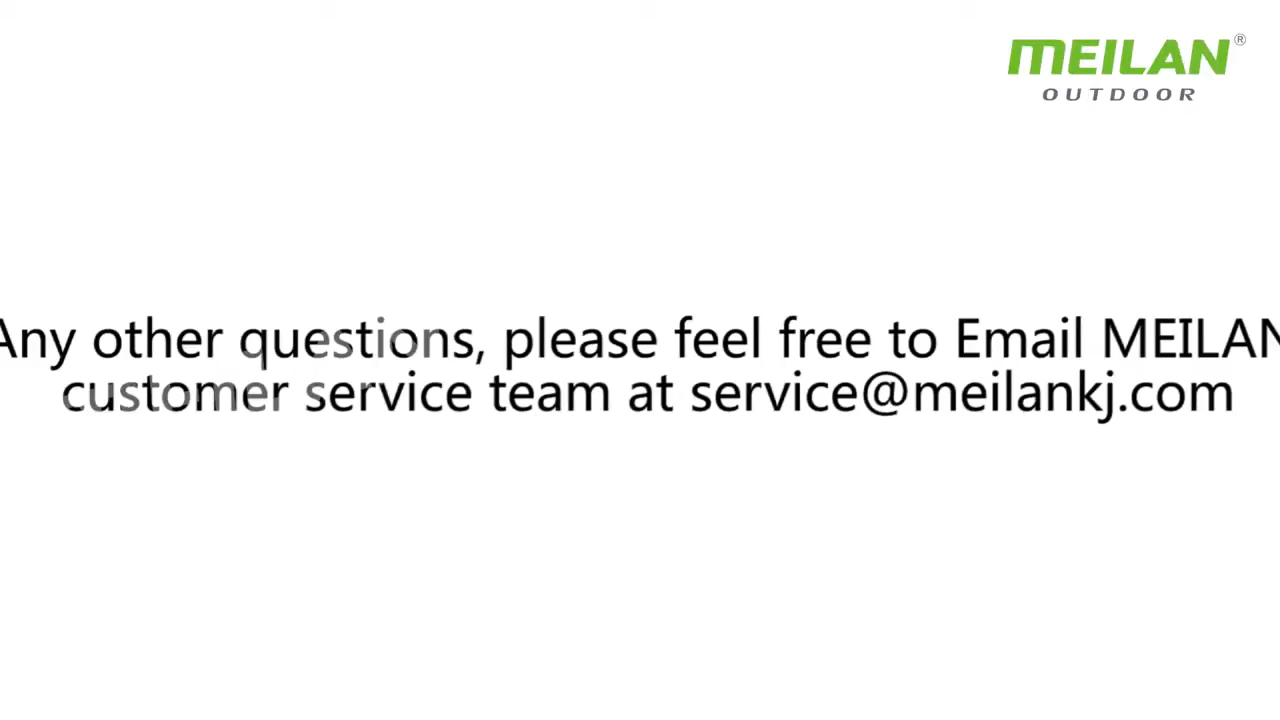 MEILAN®
OUTDOOR
Any other questions, please feel free to Email MEILAN
customer service team at service@meilankj.com